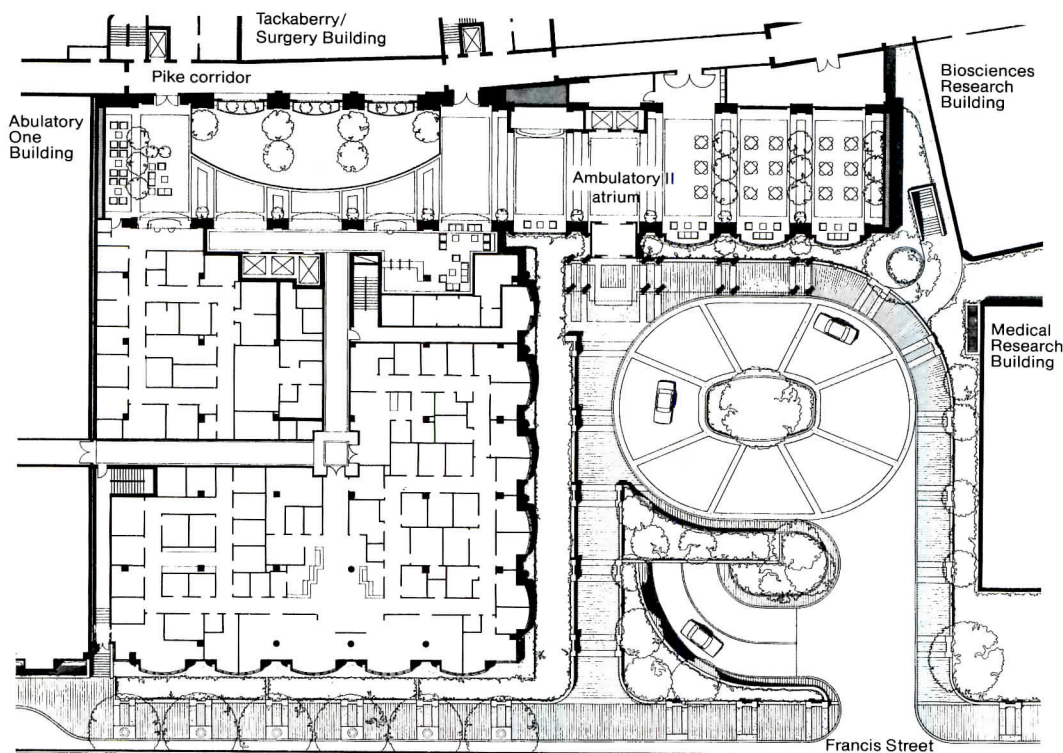 Tackaberry/
Surgery Building
Pike corridor
Biosciences
Research
Building
Abulatory
One
Building
Ambulatory II
atrium
Medical
Research
Building
Francis Street